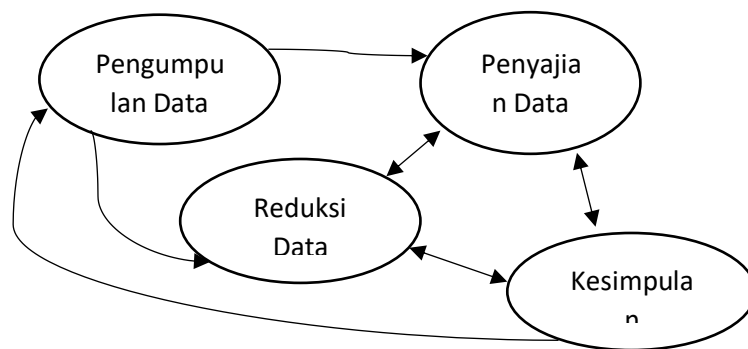 Pengumpu
lan Data
Penyajia
n Data
Reduksi
Data
Kesimpula
n